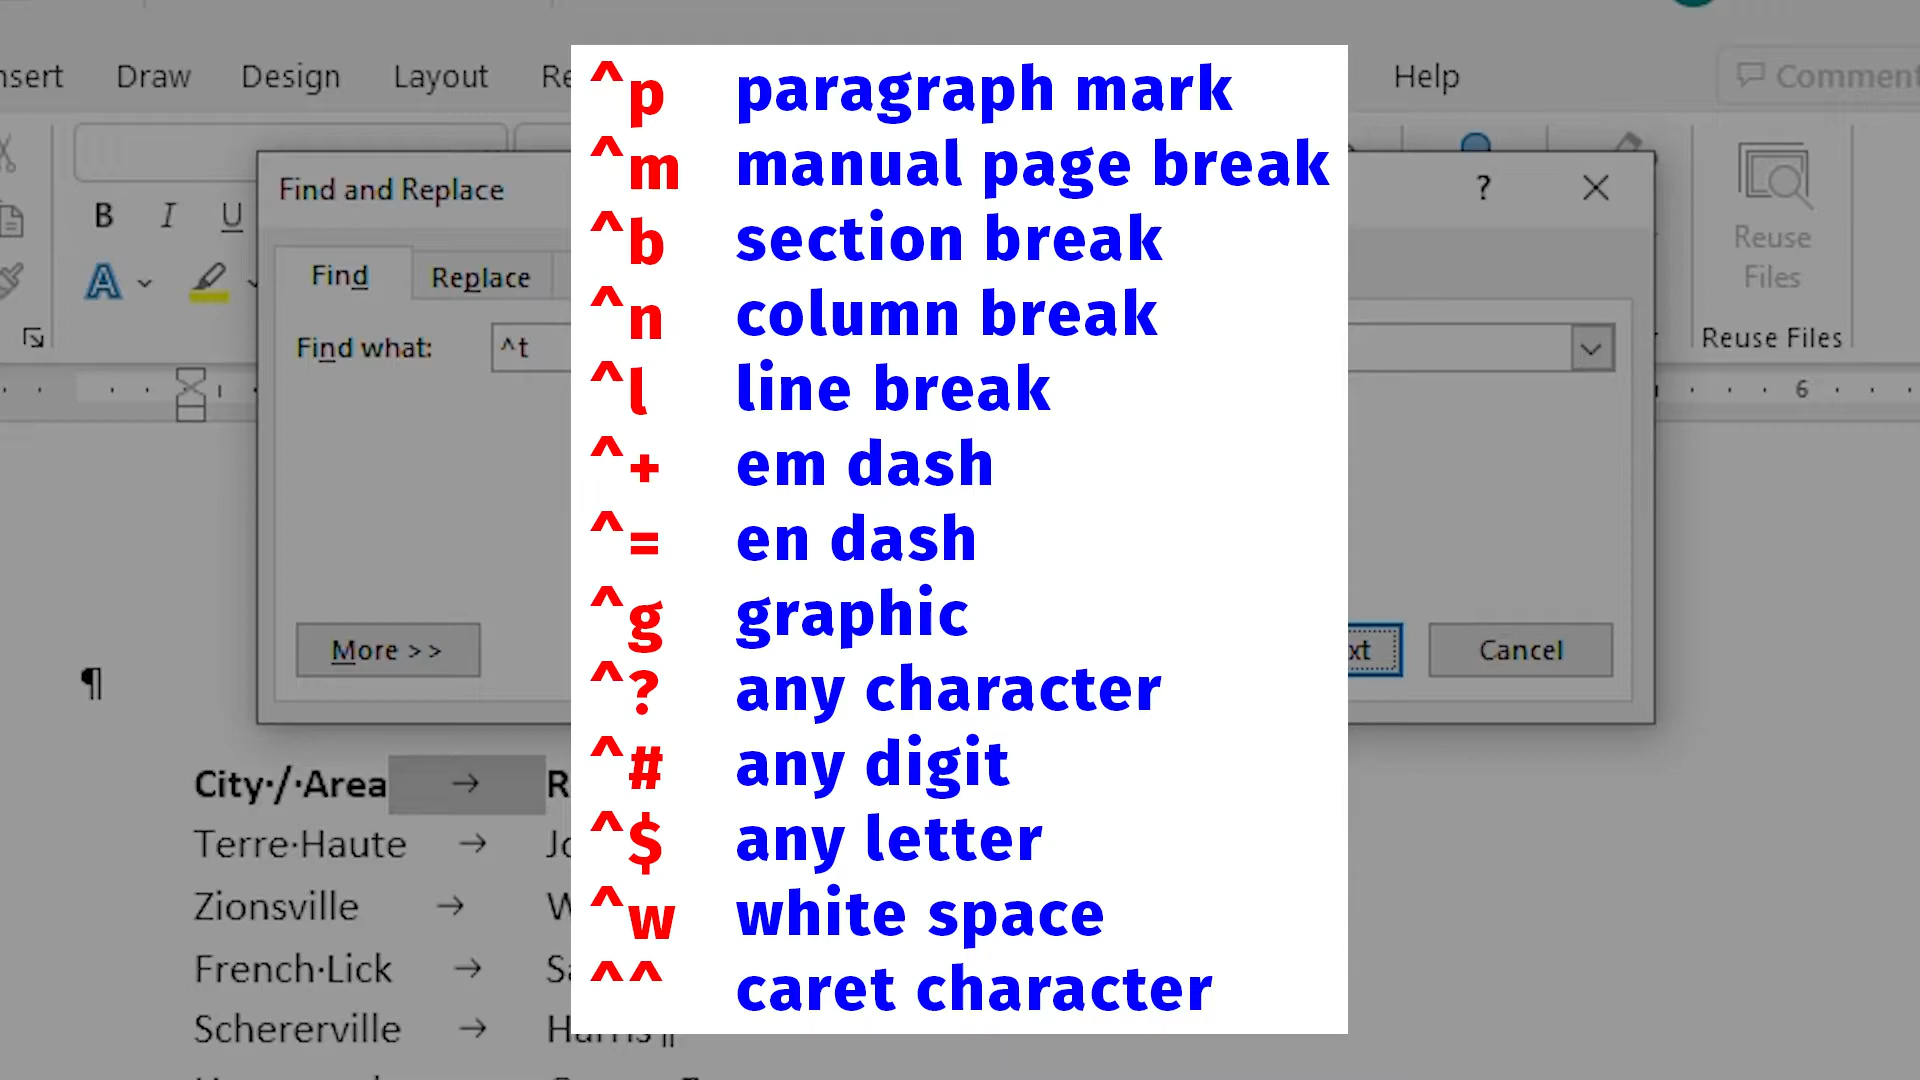 Draw Design Layout Help
B I U
Reuse
Files
Reuse Files
6
Find and Replace ?
Find Replace
Find what: ^t
More >>
Cancel
^p paragraph mark
^m manual page break
^b section break
^n column break
^l line break
^+ em dash
^= en dash
^g graphic
^? any character
^# any digit
^$ any letter
^w white space
^^ caret character
¶
City·/·Area →
Terre·Haute →
Zionsville →
French·Lick →
Schererville →